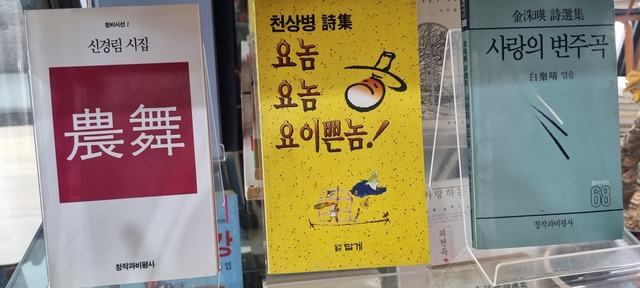 창비시선 1
신경림 시집
農舞
창작과비평사
천상병 詩集
요놈
요놈
요이쁜놈!
답게
金洙暎 詩選集
사랑의 변주곡
白樂晴 엮음
창비시선
68
창작과비평사